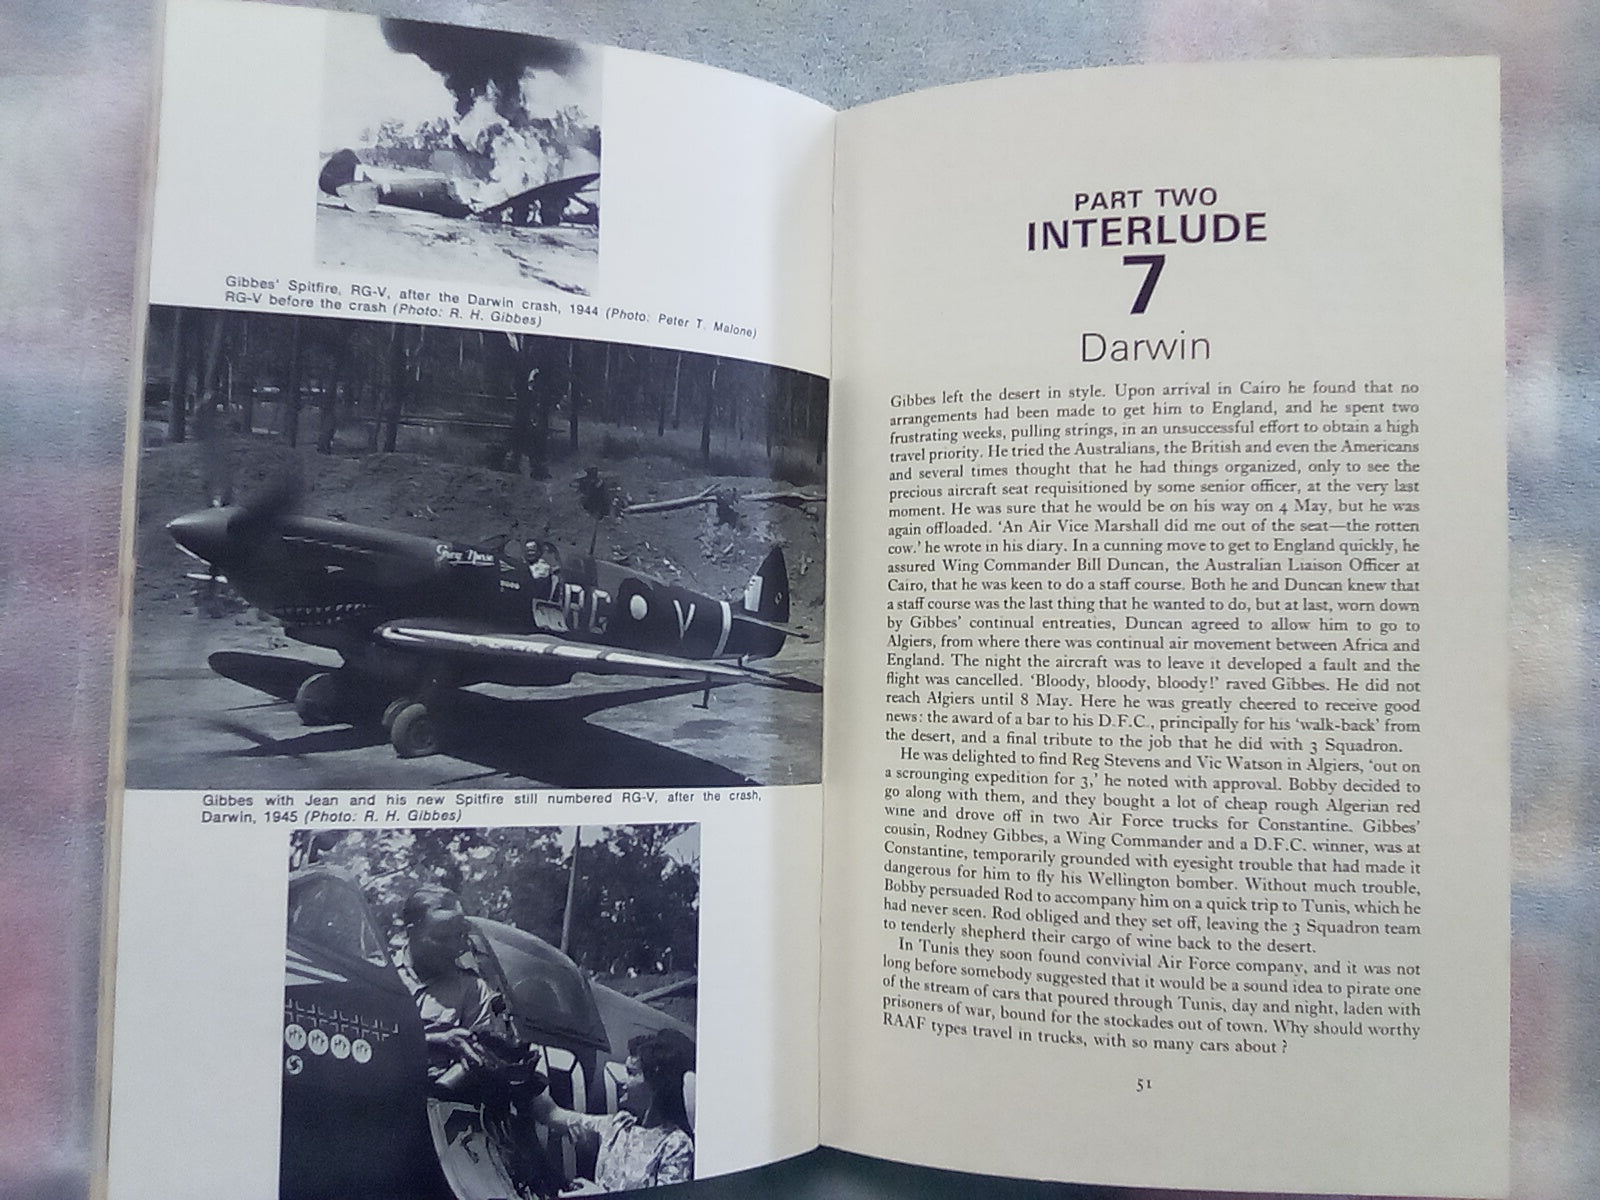 Gibbes' Spitfire, RG-V, after the Darwin crash, 1944 (Photo: Peter T. Malone)
RG-V before the crash (Photo: R. H. Gibbes)
Grey Nurse
RG V
Gibbes with Jean and his new Spitfire still numbered RG-V, after the crash,
Darwin, 1945 (Photo: R. H. Gibbes)
PART TWO
INTERLUDE
7
Darwin
Gibbes left the desert in style. Upon arrival in Cairo he found that no
arrangements had been made to get him to England, and he spent two
frustrating weeks, pulling strings, in an unsuccessful effort to obtain a high
travel priority. He tried the Australians, the British and even the Americans
and several times thought that he had things organized, only to see the
precious aircraft seat requisitioned by some senior officer, at the very last
moment. He was sure that he would be on his way on 4 May, but he was
again offloaded. 'An Air Vice Marshall did me out of the seat—the rotten
cow.' he wrote in his diary. In a cunning move to get to England quickly, he
assured Wing Commander Bill Duncan, the Australian Liaison Officer at
Cairo, that he was keen to do a staff course. Both he and Duncan knew that
a staff course was the last thing that he wanted to do, but at last, worn down
by Gibbes' continual entreaties, Duncan agreed to allow him to go to
Algiers, from where there was continual air movement between Africa and
England. The night the aircraft was to leave it developed a fault and the
flight was cancelled. 'Bloody, bloody, bloody!' raved Gibbes. He did not
reach Algiers until 8 May. Here he was greatly cheered to receive good
news: the award of a bar to his D.F.C., principally for his 'walk-back' from
the desert, and a final tribute to the job that he did with 3 Squadron.
He was delighted to find Reg Stevens and Vic Watson in Algiers, 'out on
a scrounging expedition for 3,' he noted with approval. Bobby decided to
go along with them, and they bought a lot of cheap rough Algerian red
wine and drove off in two Air Force trucks for Constantine. Gibbes'
cousin, Rodney Gibbes, a Wing Commander and a D.F.C. winner, was at
Constantine, temporarily grounded with eyesight trouble that had made it
dangerous for him to fly his Wellington bomber. Without much trouble,
Bobby persuaded Rod to accompany him on a quick trip to Tunis, which he
had never seen. Rod obliged and they set off, leaving the 3 Squadron team
to tenderly shepherd their cargo of wine back to the desert.
In Tunis they soon found convivial Air Force company, and it was not
long before somebody suggested that it would be a sound idea to pirate one
of the stream of cars that poured through Tunis, day and night, laden with
prisoners of war, bound for the stockades out of town. Why should worthy
RAAF types travel in trucks, with so many cars about ?
51